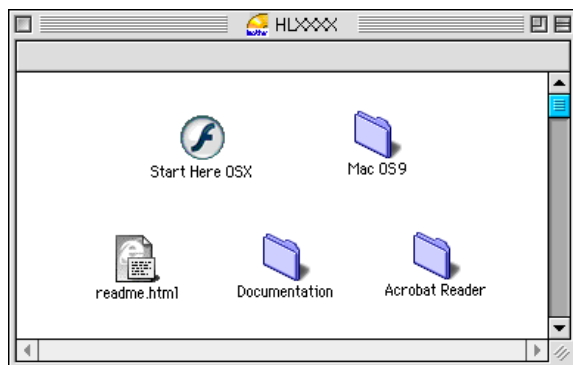 HLXXXX
Start Here OSX
Mac OS9
readme.html
Documentation
Acrobat Reader